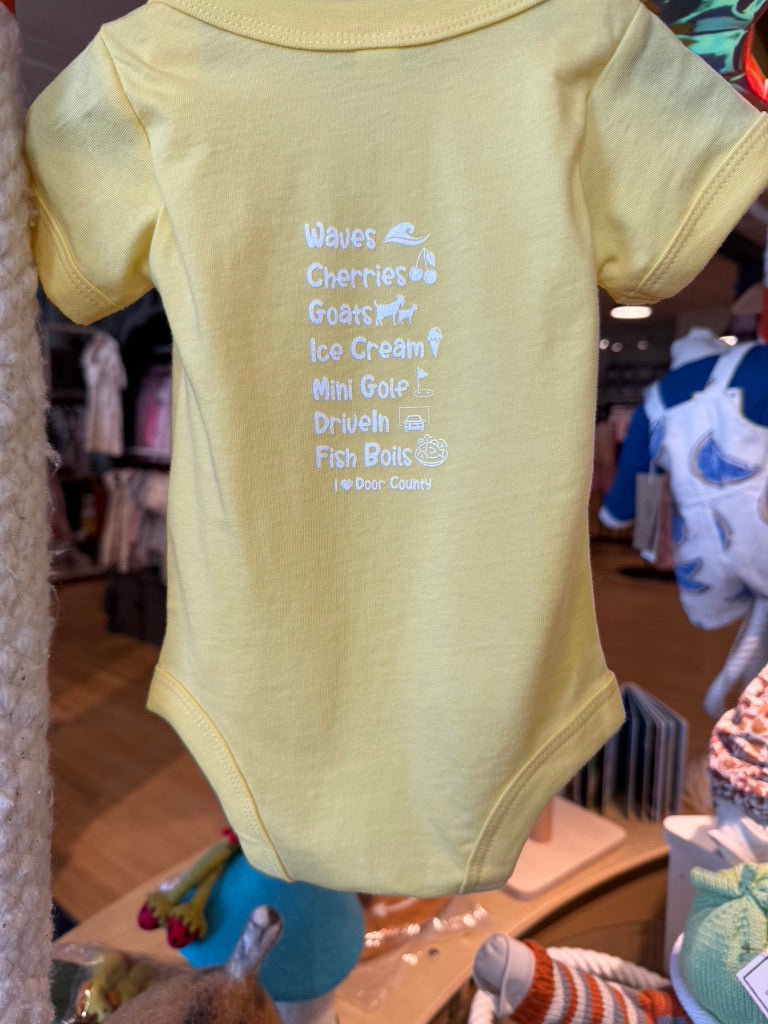 Waves
Cherries
Goats
Ice Cream
Mini Golf
DriveIn
Fish Boils
I ♥ Door County